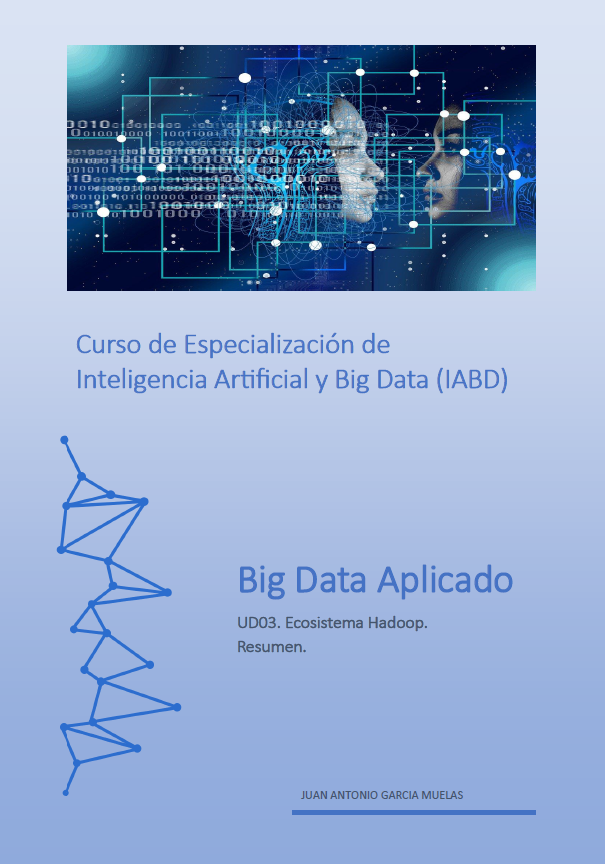 Curso de Especialización de
Inteligencia Artificial y Big Data (IABD)
Big Data Aplicado
UD03. Ecosistema Hadoop.
Resumen.
JUAN ANTONIO GARCIA MUELAS